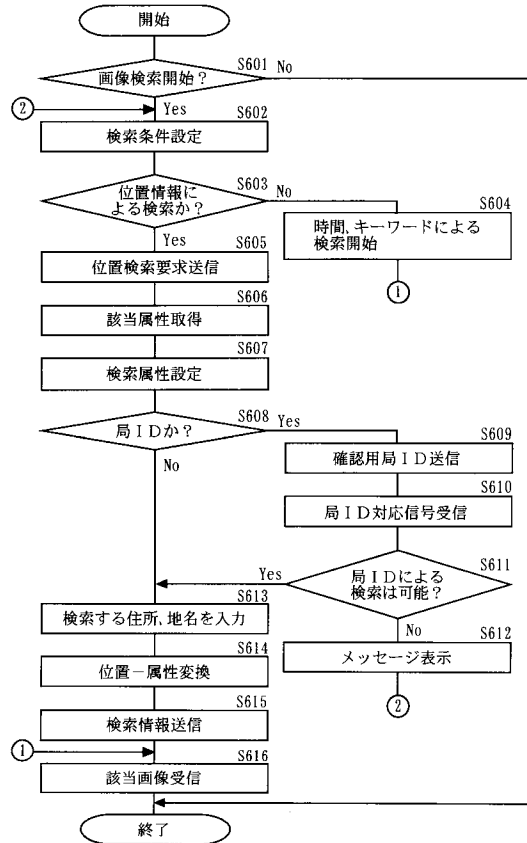 開始
S601
画像検索開始?
No
②
Yes
S602
検索条件設定
S603
位置情報に
よる検索か?
No
S604
時間、キーワードによる
検索開始
①
Yes
S605
位置検索要求送信
S606
該当属性取得
S607
検索属性設定
S608
局IDか?
Yes
S609
確認用局ID送信
No
S610
局ID対応信号受信
S611
局IDによる
検索は可能?
Yes
S613
検索する住所、地名を入力
No
S612
メッセージ表示
②
S614
位置-属性変換
S615
検索情報送信
①
S616
該当画像受信
終了